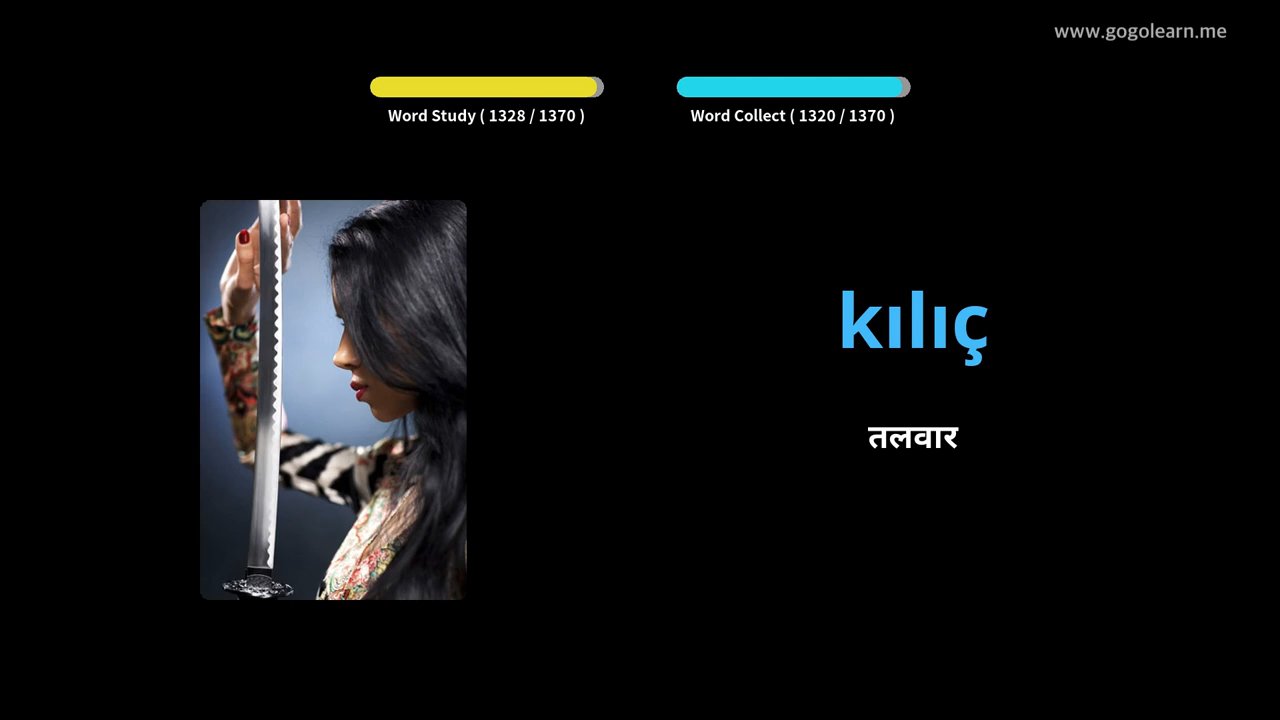 www.gogolearn.me
Word Study ( 1328 / 1370 )
Word Collect ( 1320 / 1370 )
kılıç
तलवार